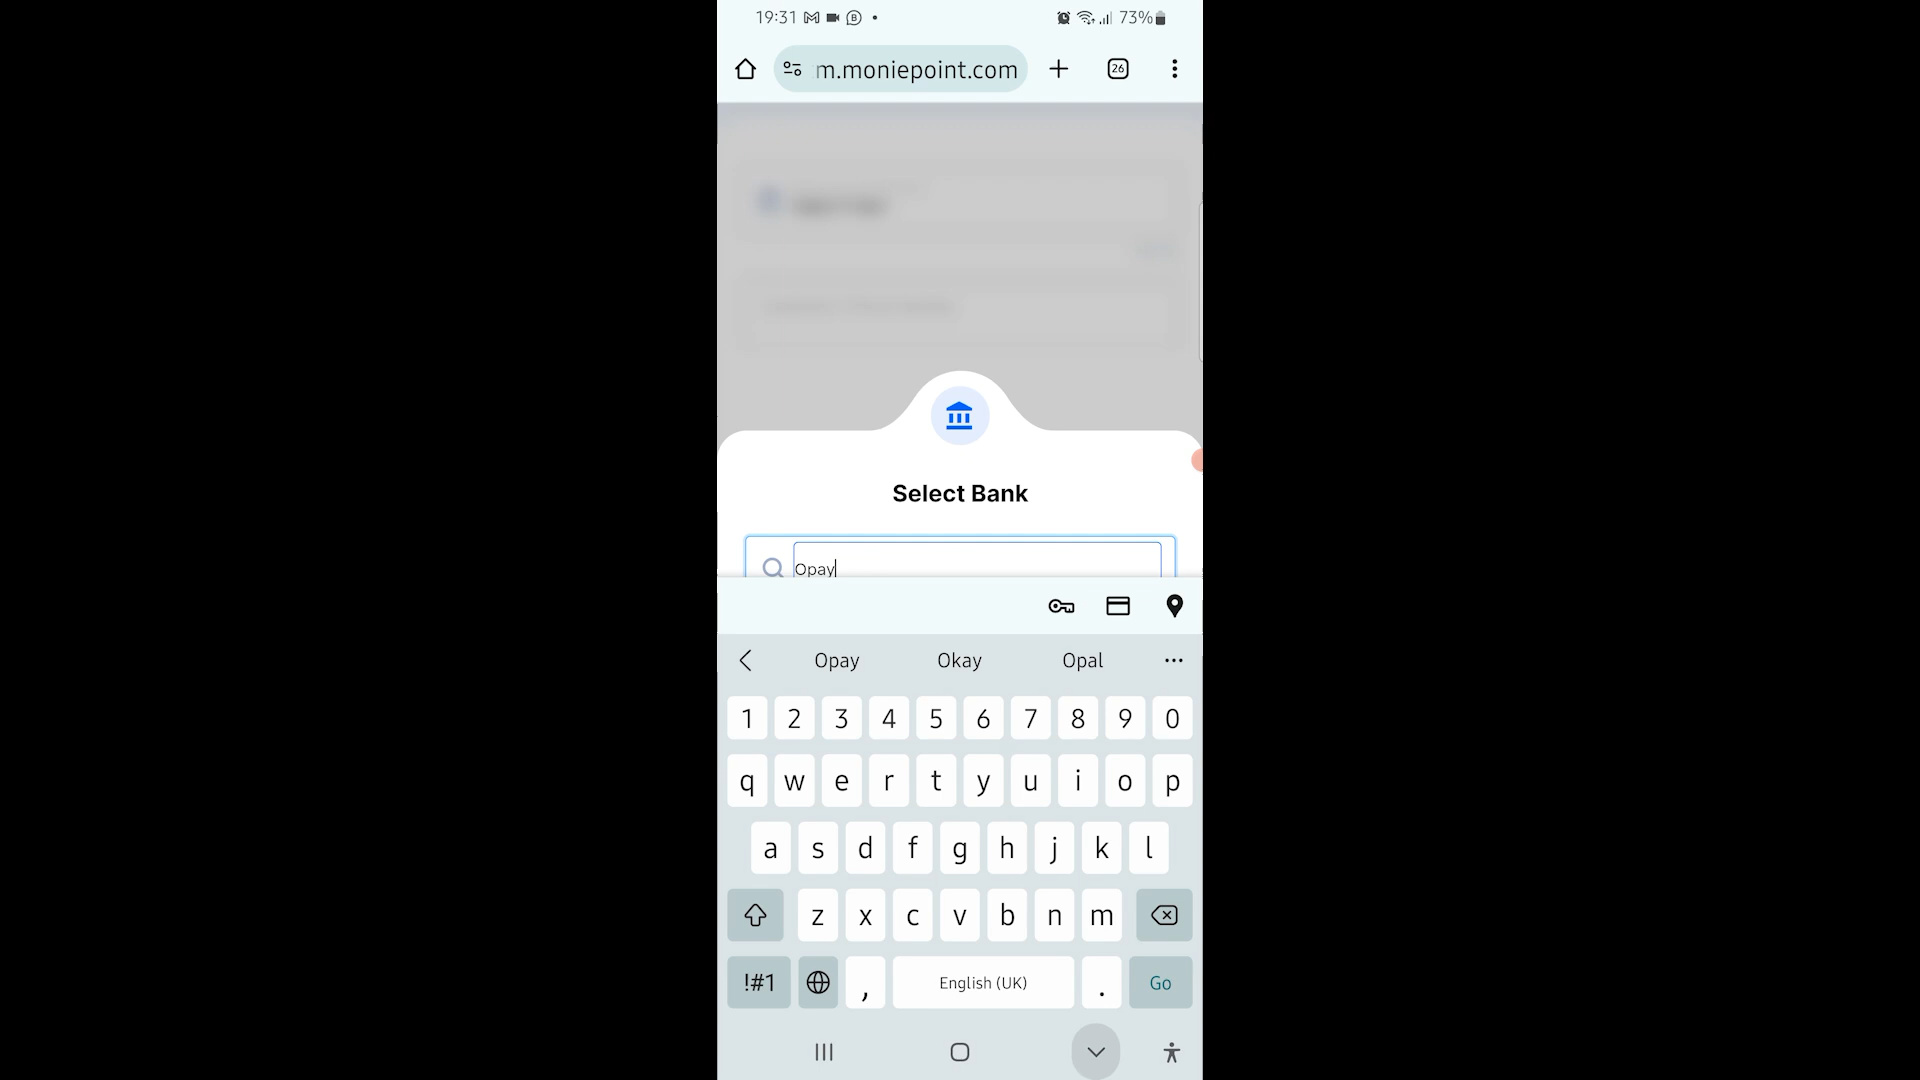 19:31 73%
m.moniepoint.com 26
Select Bank
Opay
Opay Okay Opal ...
1 2 3 4 5 6 7 8 9 0
q w e r t y u i o p
a s d f g h j k l
z x c v b n m
!#1 , English (UK) . Go